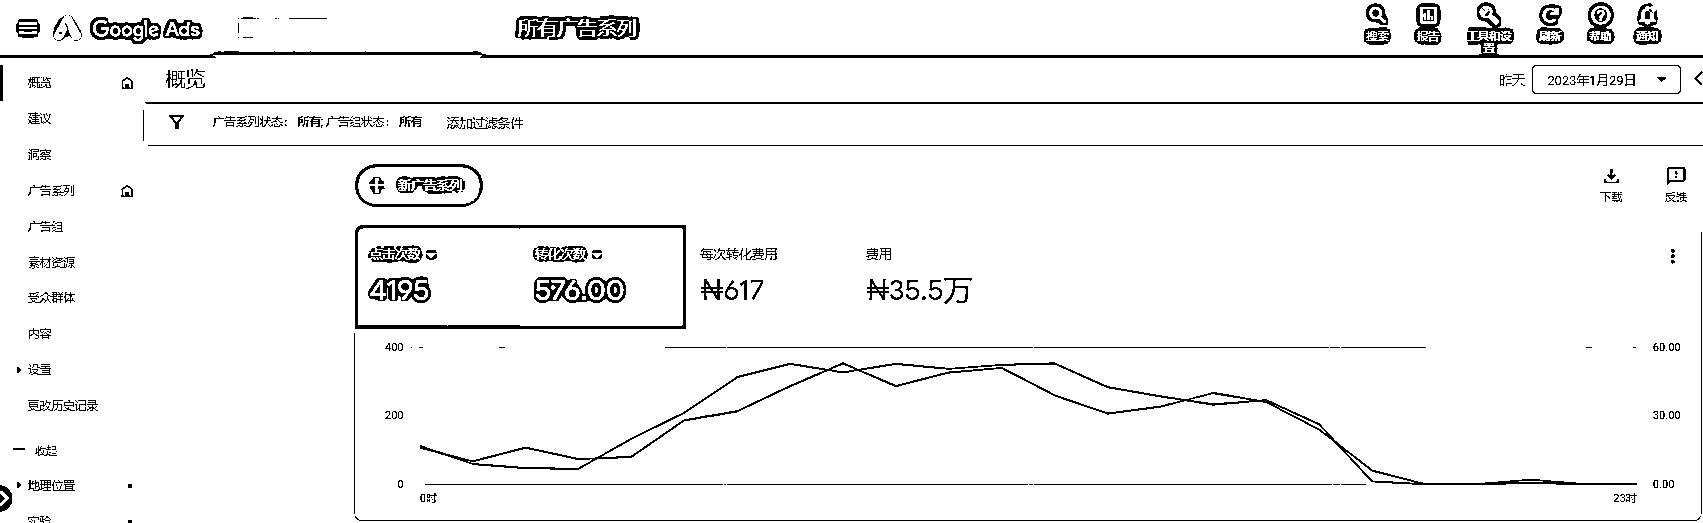 Google Ads
所有广告系列
搜索
报告
工具和设置
刷新
帮助
通知
概览
建议
洞察
广告系列
广告组
素材资源
受众群体
内容
设置
更改历史记录
收起
地理位置
实验
概览
昨天 2023年1月29日
广告系列状态： 所有; 广告组状态： 所有 添加过滤条件
新广告系列
下载
反馈
点击次数
4195
转化次数
576.00
每次转化费用
₦617
费用
₦35.5万
400
200
0
60.00
30.00
0.00
0时
23时